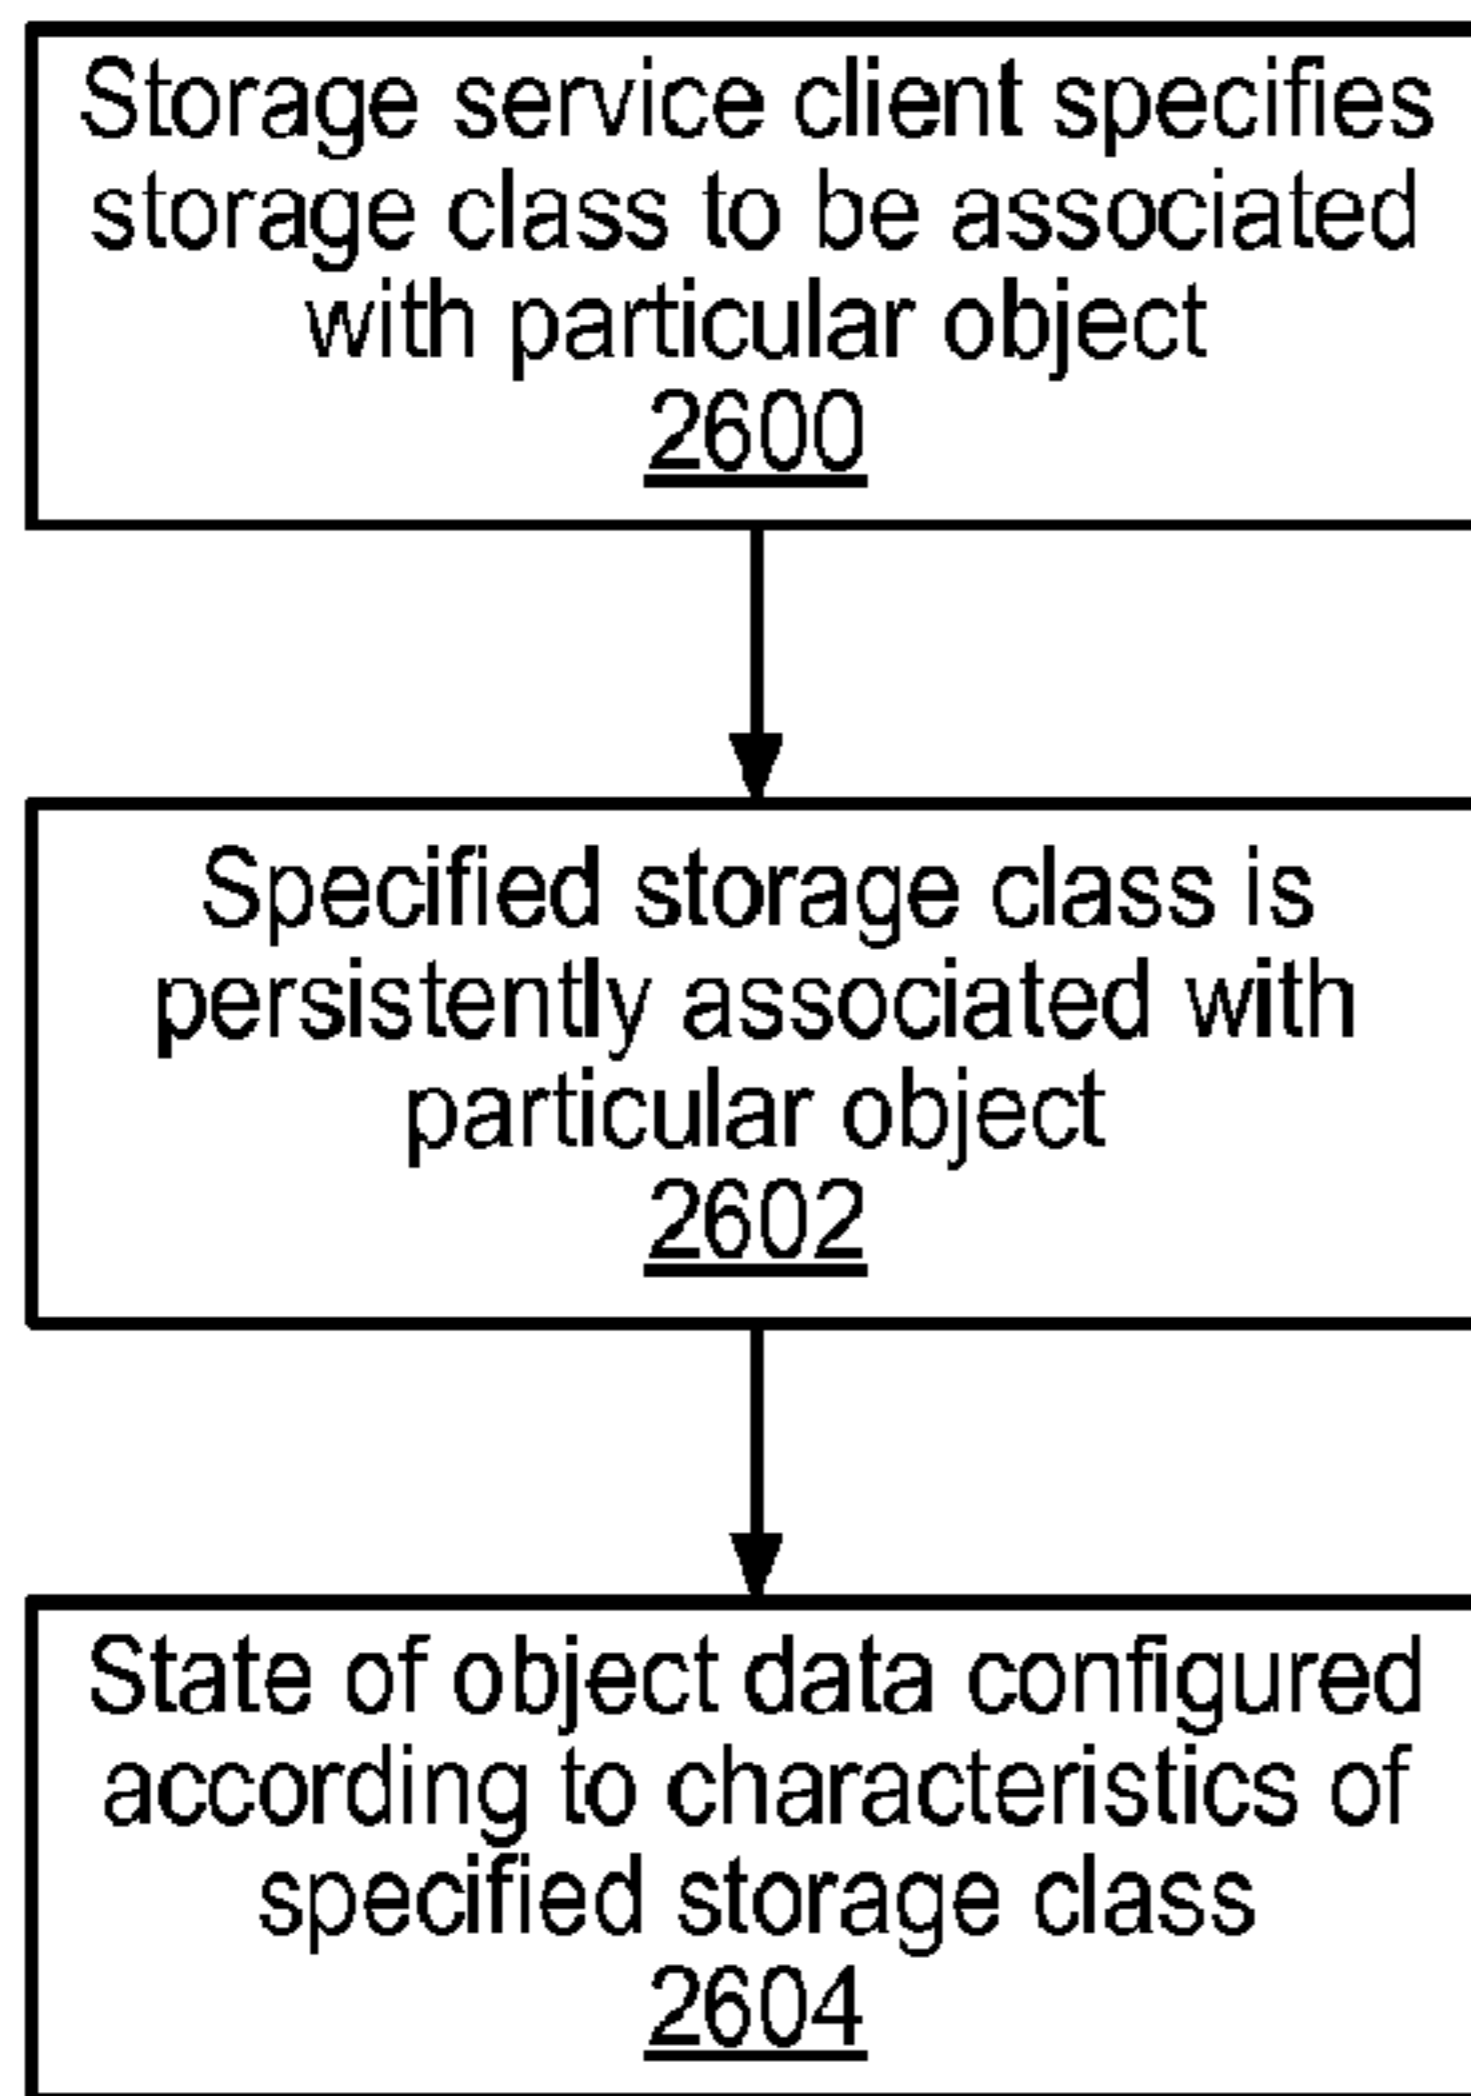 Storage service client specifies
storage class to be associated
with particular object
2600
Specified storage class is
persistently associated with
particular object
2602
State of object data configured
according to characteristics of
specified storage class
2604